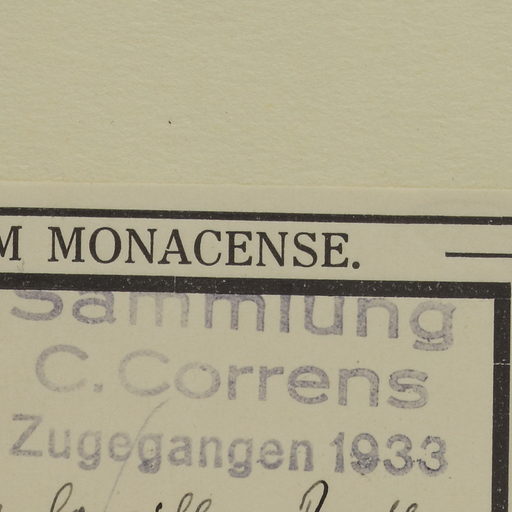 M MONACENSE.
Sammlung
C. Correns
Zugegangen 1933